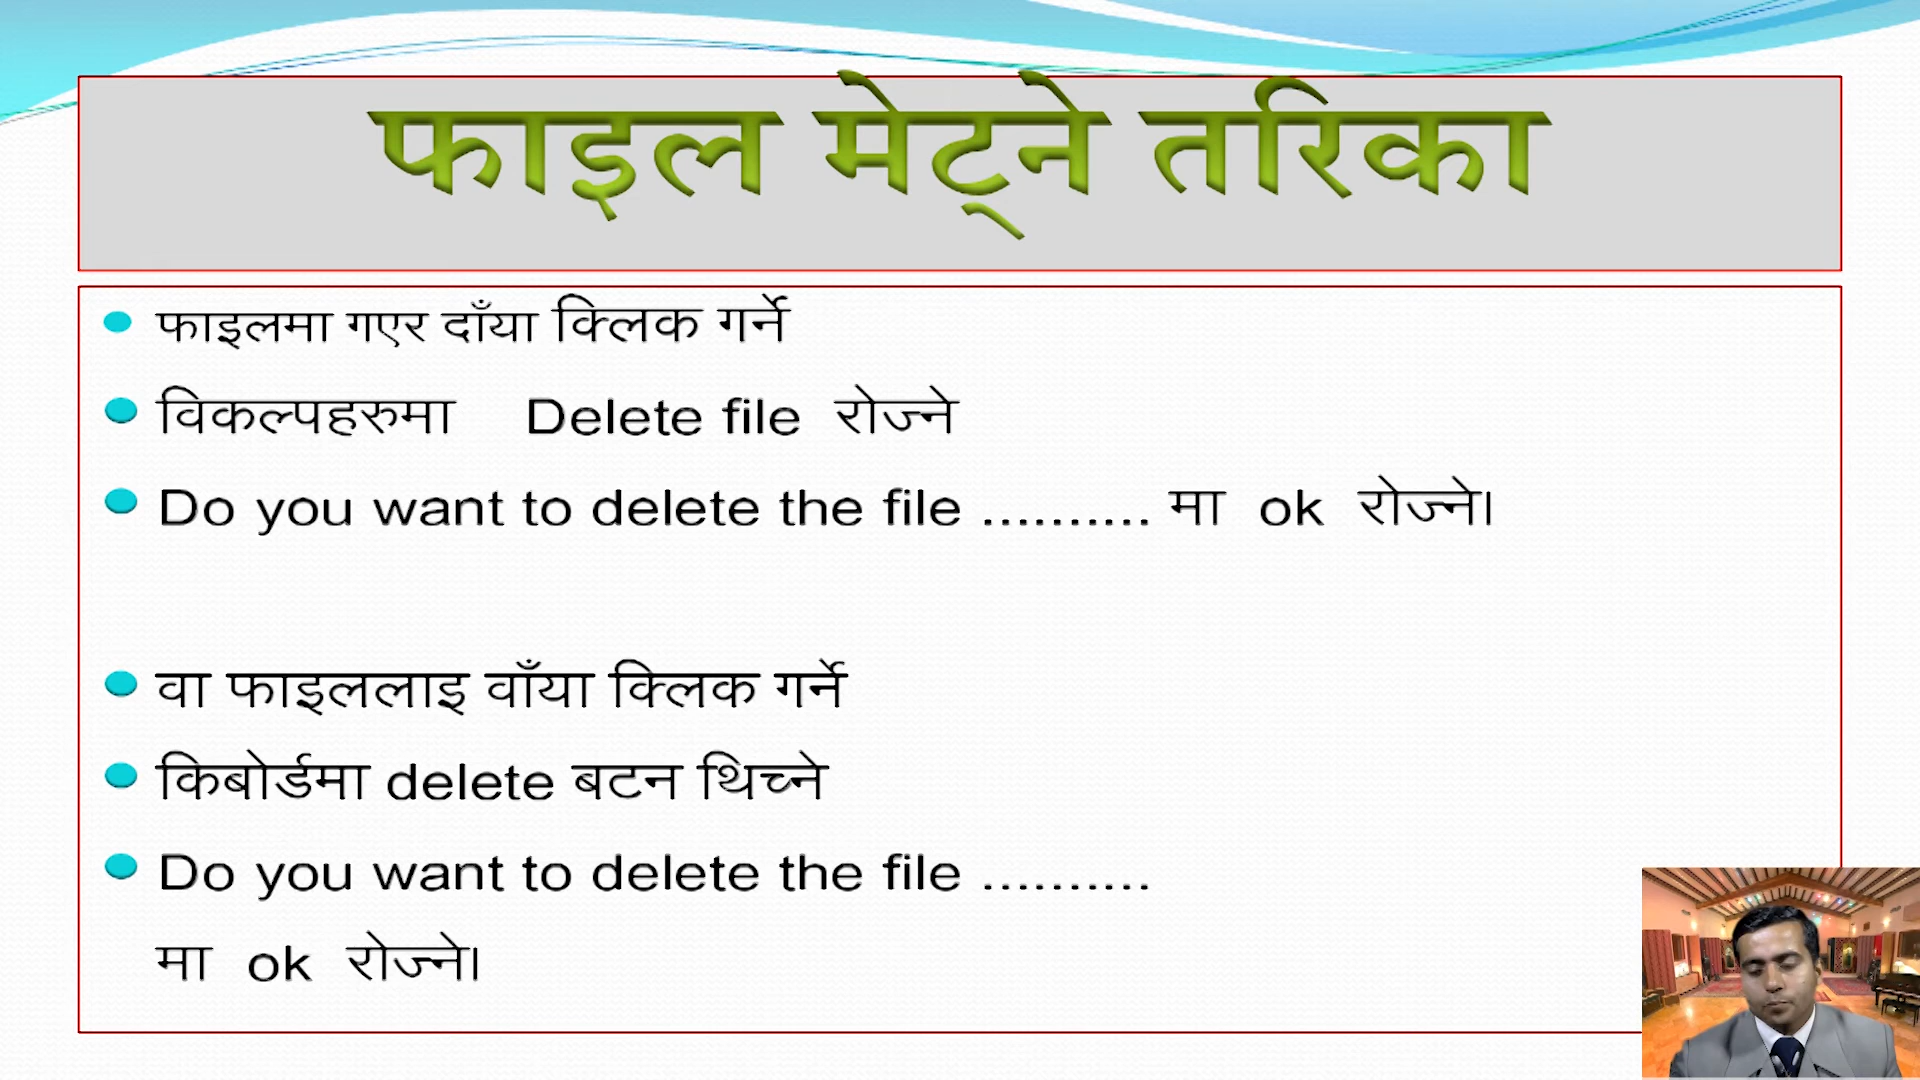 फाइल मेट्ने तरिका
फाइलमा गएर दाँया क्लिक गर्ने
विकल्पहरुमा Delete file रोज्ने
Do you want to delete the file .......... मा ok रोज्ने।
वा फाइललाइ वाँया क्लिक गर्ने
किबोर्डमा delete बटन थिच्ने
Do you want to delete the file ..........
मा ok रोज्ने।